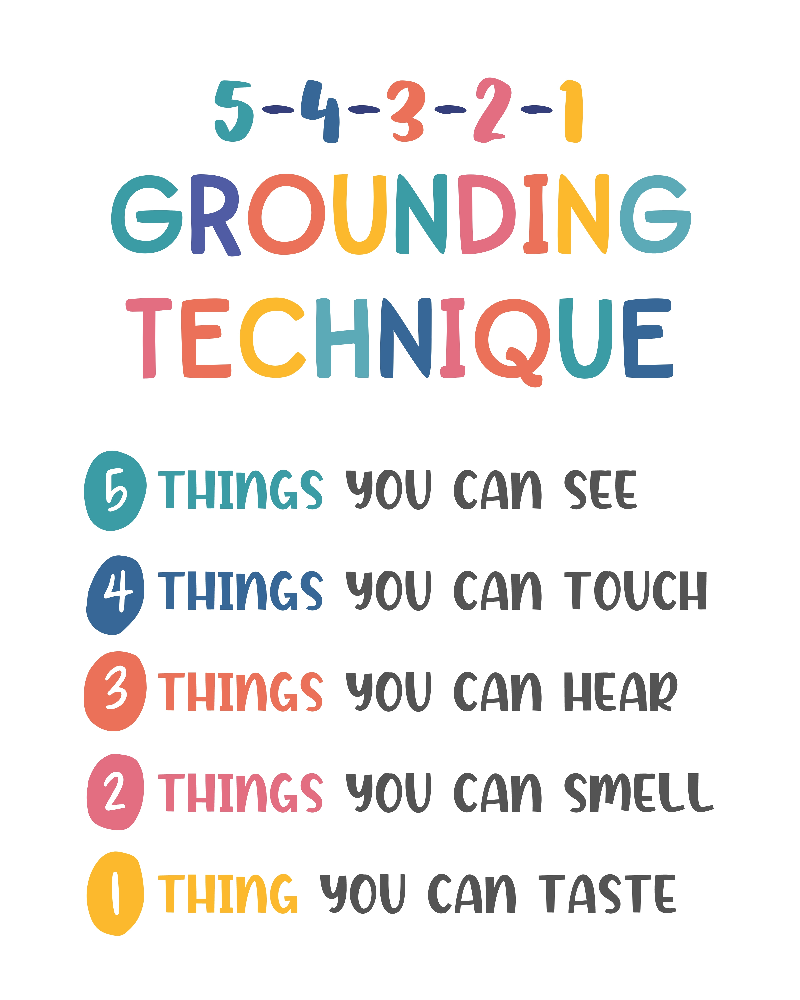 5-4-3-2-1
GROUNDING
TECHNIQUE
5 THINGS YOU CAN SEE
4 THINGS YOU CAN TOUCH
3 THINGS YOU CAN HEAR
2 THINGS YOU CAN SMELL
1 THING YOU CAN TASTE